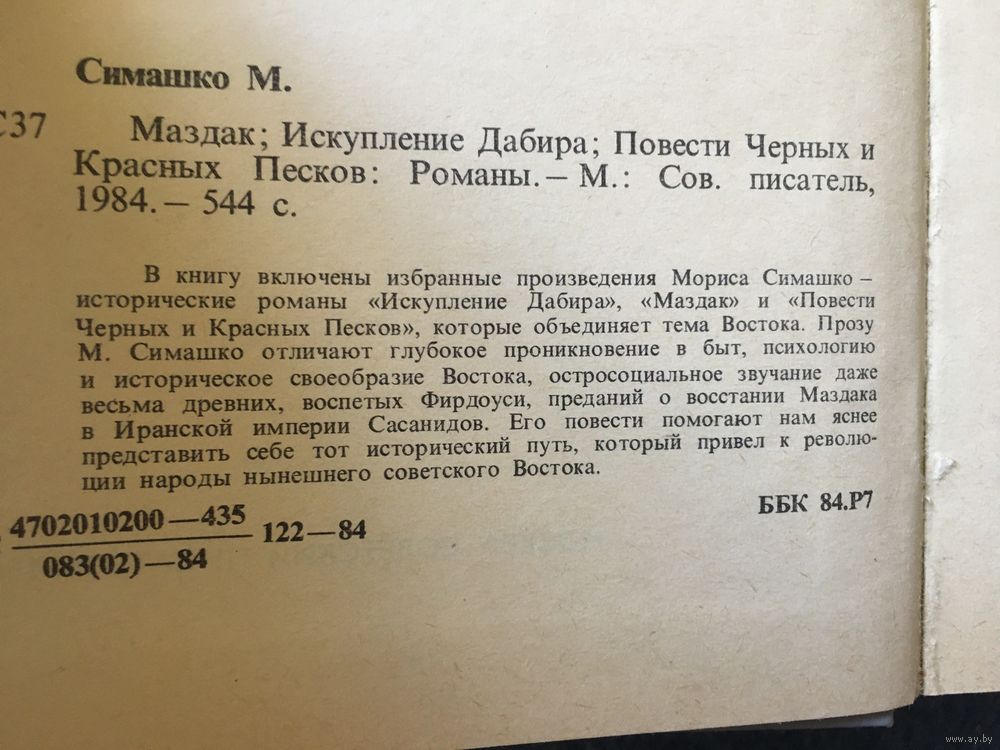 Симашко М.
С37
Маздак; Искупление Дабира; Повести Черных и
Красных Песков: Романы. — М.: Сов. писатель,
1984. — 544 с.
В книгу включены избранные произведения Мориса Симашко —
исторические романы «Искупление Дабира», «Маздак» и «Повести
Черных и Красных Песков», которые объединяет тема Востока. Прозу
М. Симашко отличают глубокое проникновение в быт, психологию
и историческое своеобразие Востока, остросоциальное звучание даже
весьма древних, воспетых Фирдоуси, преданий о восстании Маздака
в Иранской империи Сасанидов. Его повести помогают нам яснее
представить себе тот исторический путь, который привел к револю-
ции народы нынешнего советского Востока.
4702010200—435
083(02)—84
122—84
ББК 84.Р7
www.ay.by